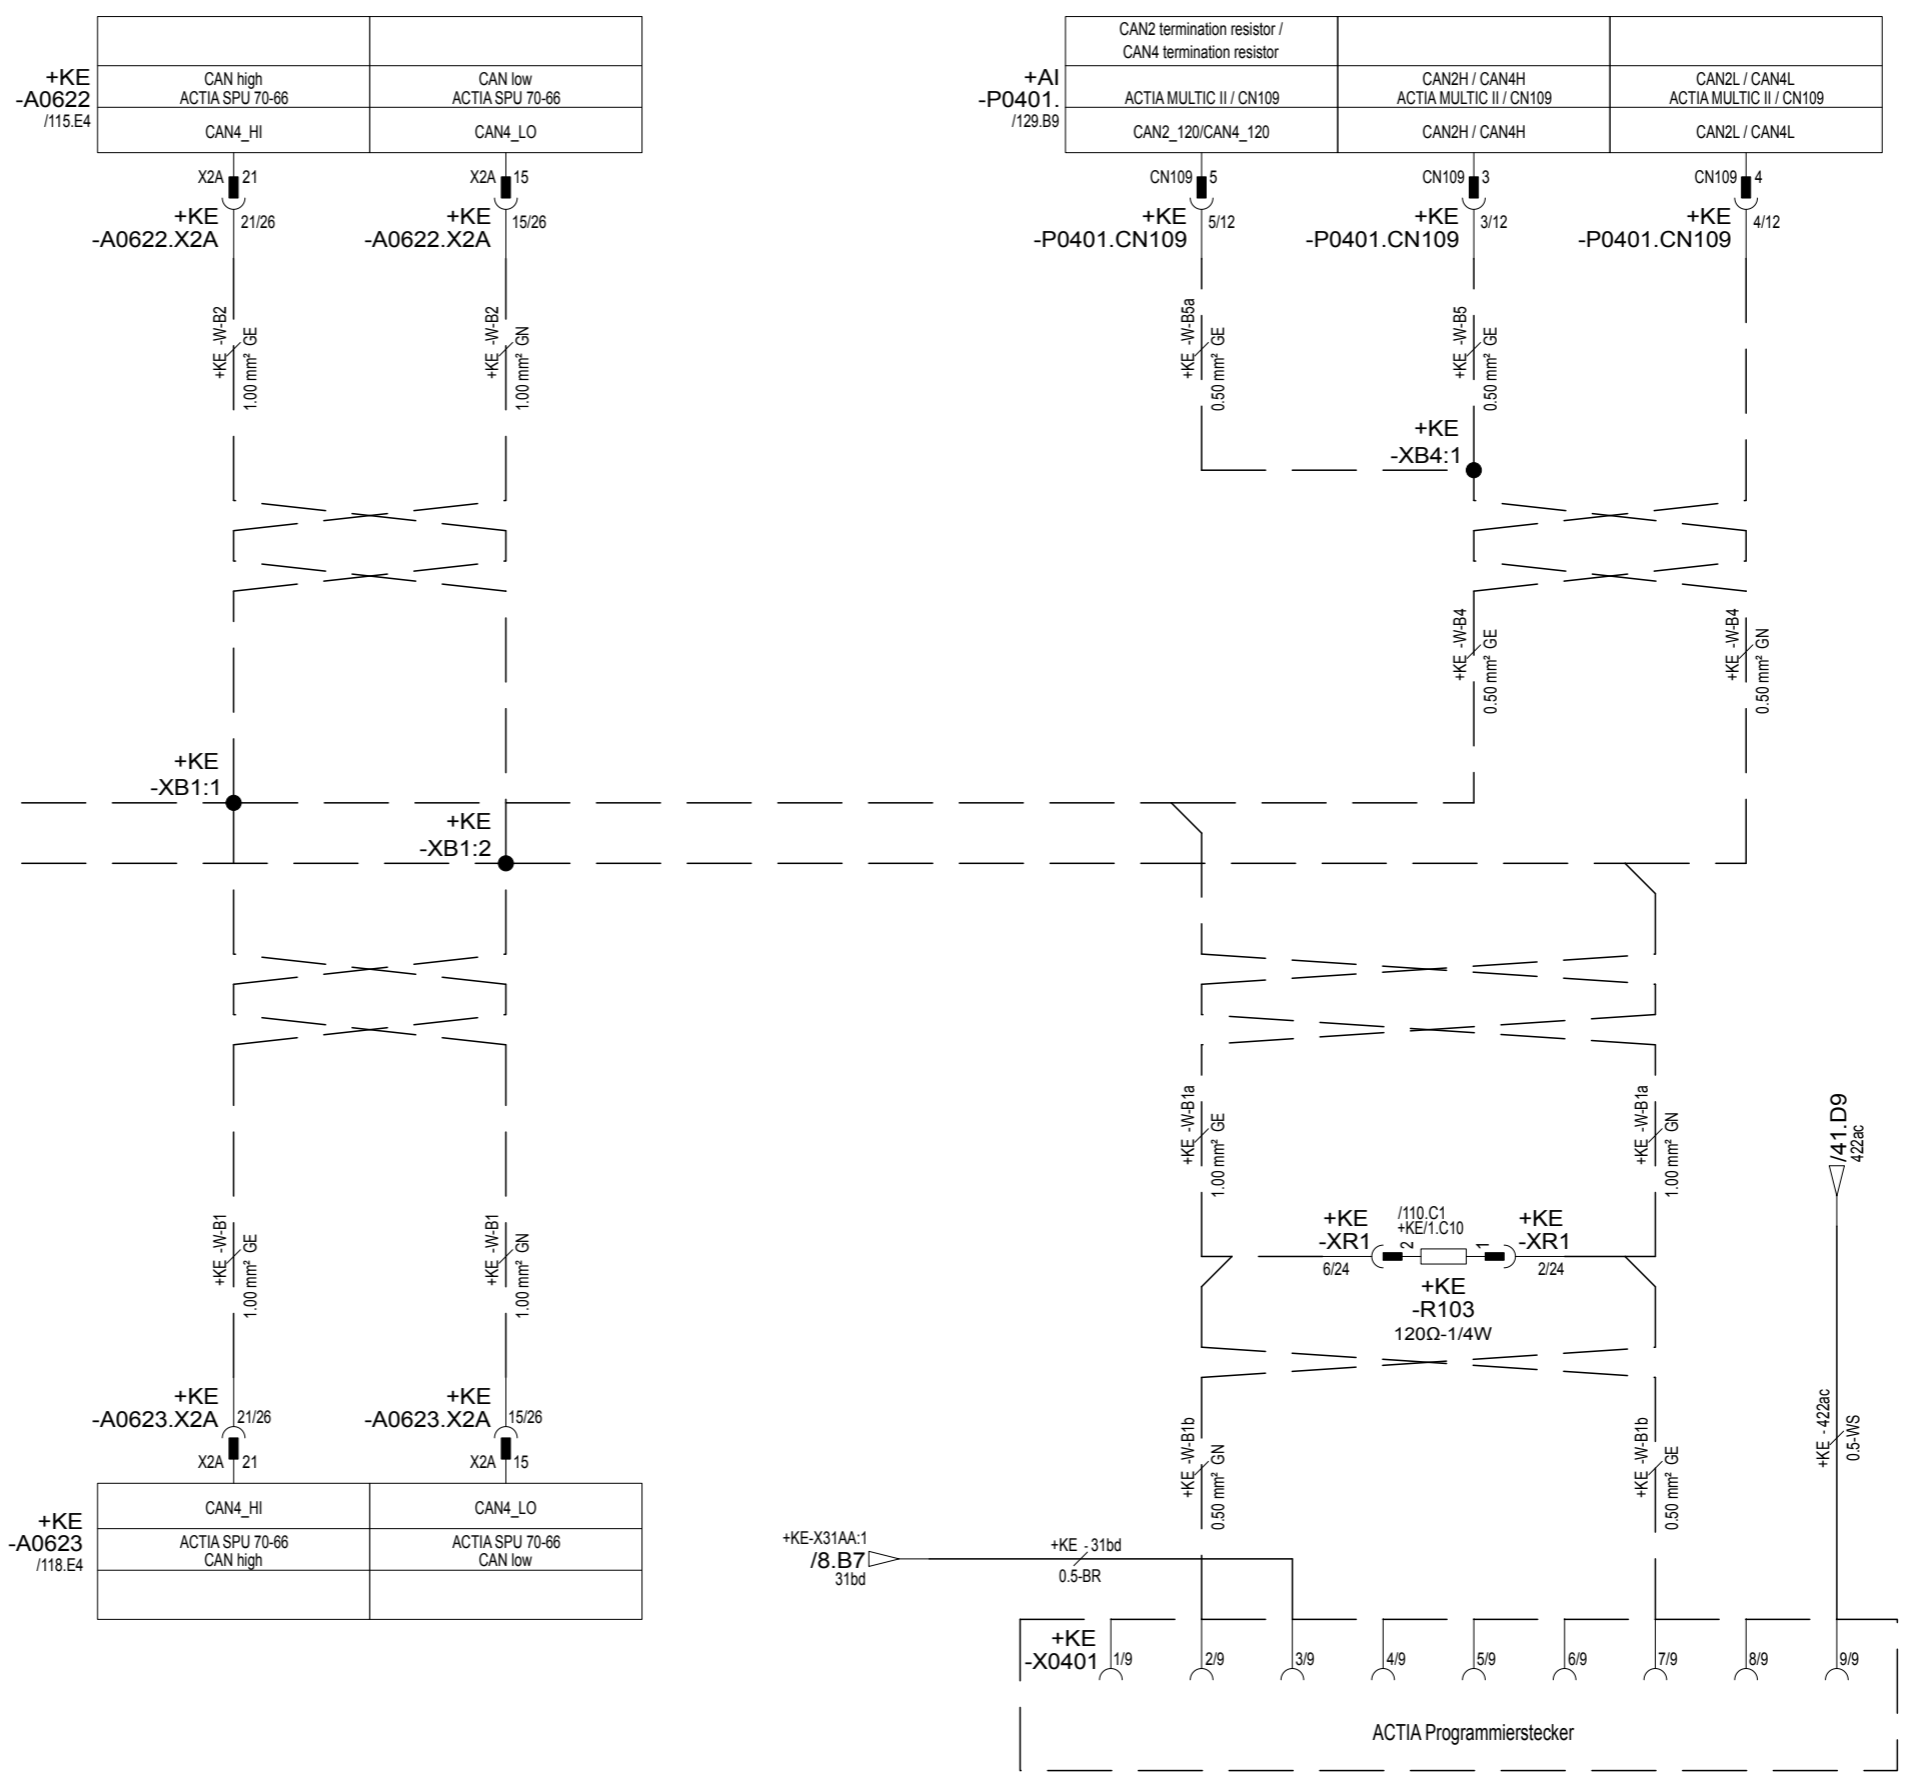 CAN high
ACTIA SPU 70-66
CAN low
ACTIA SPU 70-66
CAN4_HI
CAN4_LO
+KE
-A0622
/115.E4
X2A
21
X2A
15
+KE
-A0622.X2A
21/26
+KE
-A0622.X2A
15/26
+KE -W-B2
1.00 mm² GE
+KE -W-B2
1.00 mm² GN
CAN2 termination resistor /
CAN4 termination resistor
ACTIA MULTIC II / CN109
CAN2H / CAN4H
ACTIA MULTIC II / CN109
CAN2L / CAN4L
ACTIA MULTIC II / CN109
CAN2_120/CAN4_120
CAN2H / CAN4H
CAN2L / CAN4L
+AI
-P0401.
/129.B9
CN109
5
CN109
3
CN109
4
+KE
-P0401.CN109
5/12
+KE
-P0401.CN109
3/12
+KE
-P0401.CN109
4/12
+KE -W-B5a
0.50 mm² GE
+KE -W-B5
0.50 mm² GE
+KE
-XB4:1
+KE -W-B4
0.50 mm² GE
+KE -W-B4
0.50 mm² GN
+KE
-XB1:1
+KE
-XB1:2
+KE -W-B1a
1.00 mm² GE
+KE -W-B1a
1.00 mm² GN
/41.D9
422ac
+KE -W-B1
1.00 mm² GE
+KE -W-B1
1.00 mm² GN
+KE
-XR1
6/24
/110.C1
+KE/1.C10
2
1
+KE
-XR1
2/24
+KE
-R103
120Ω-1/4W
+KE
-A0623.X2A
21/26
+KE
-A0623.X2A
15/26
X2A
21
X2A
15
CAN4_HI
CAN4_LO
ACTIA SPU 70-66
CAN high
ACTIA SPU 70-66
CAN low
+KE
-A0623
/118.E4
+KE -W-B1b
0.50 mm² GN
+KE -W-B1b
0.50 mm² GE
+KE - 422ac
0.5-WS
+KE-X31AA:1
/8.B7
31bd
+KE - 31bd
0.5-BR
+KE
-X0401
1/9
2/9
3/9
4/9
5/9
6/9
7/9
8/9
9/9
ACTIA Programmierstecker